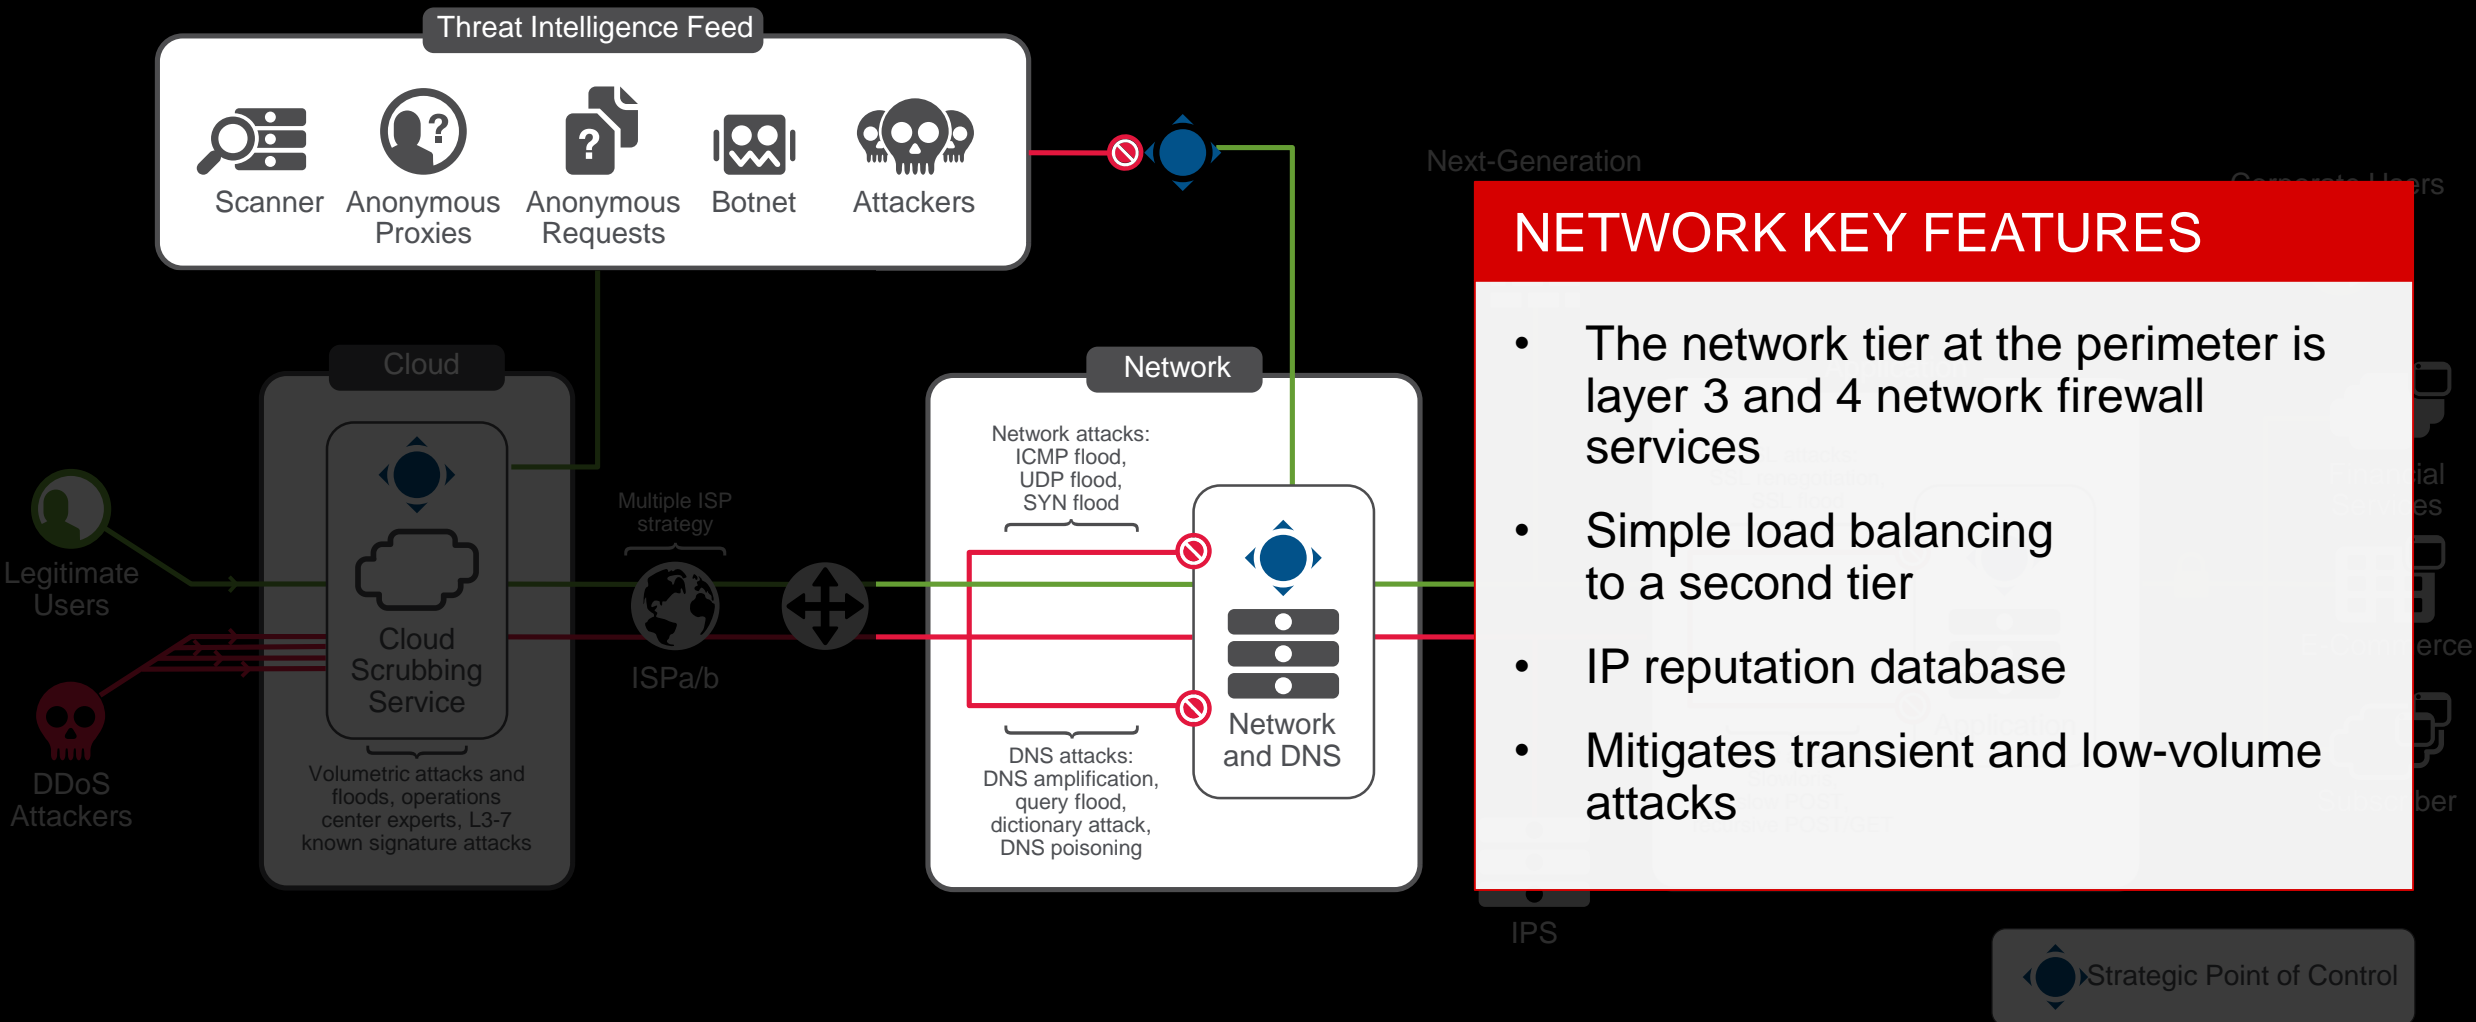 Threat Intelligence Feed
Scanner
Anonymous
Proxies
Anonymous
Requests
Botnet
Attackers
Next-Generation
Corporate Users
NETWORK KEY FEATURES
• The network tier at the perimeter is
layer 3 and 4 network firewall
services
• Simple load balancing
to a second tier
• IP reputation database
• Mitigates transient and low-volume
attacks
Cloud
Legitimate
Users
DDoS
Attackers
Cloud
Scrubbing
Service
Volumetric attacks and
floods, operations
center experts, L3-7
known signature attacks
Multiple ISP
strategy
ISPa/b
Network
Network attacks:
ICMP flood,
UDP flood,
SYN flood
Network
and DNS
DNS attacks:
DNS amplification,
query flood,
dictionary attack,
DNS poisoning
IPS
Strategic Point of Control